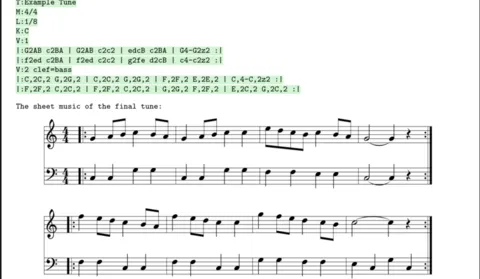 T:Example Tune
M:4/4
L:1/8
K:C
V:1
|:G2AB c2BA | G2AB c2c2 | edcB c2BA | G4-G2z2 :|
|:f2ed c2BA | f2ed c2c2 | g2fe d2cB | c4-c2z2 :|
V:2 clef=bass
|:C,2C,2 G,2G,2 | C,2C,2 G,2G,2 | F,2F,2 E,2E,2 | C,4-C,2z2 :|
|:F,2F,2 C,2C,2 | F,2F,2 C,2C,2 | G,2G,2 F,2F,2 | E,2C,2 G,2C,2 :|
The sheet music of the final tune: